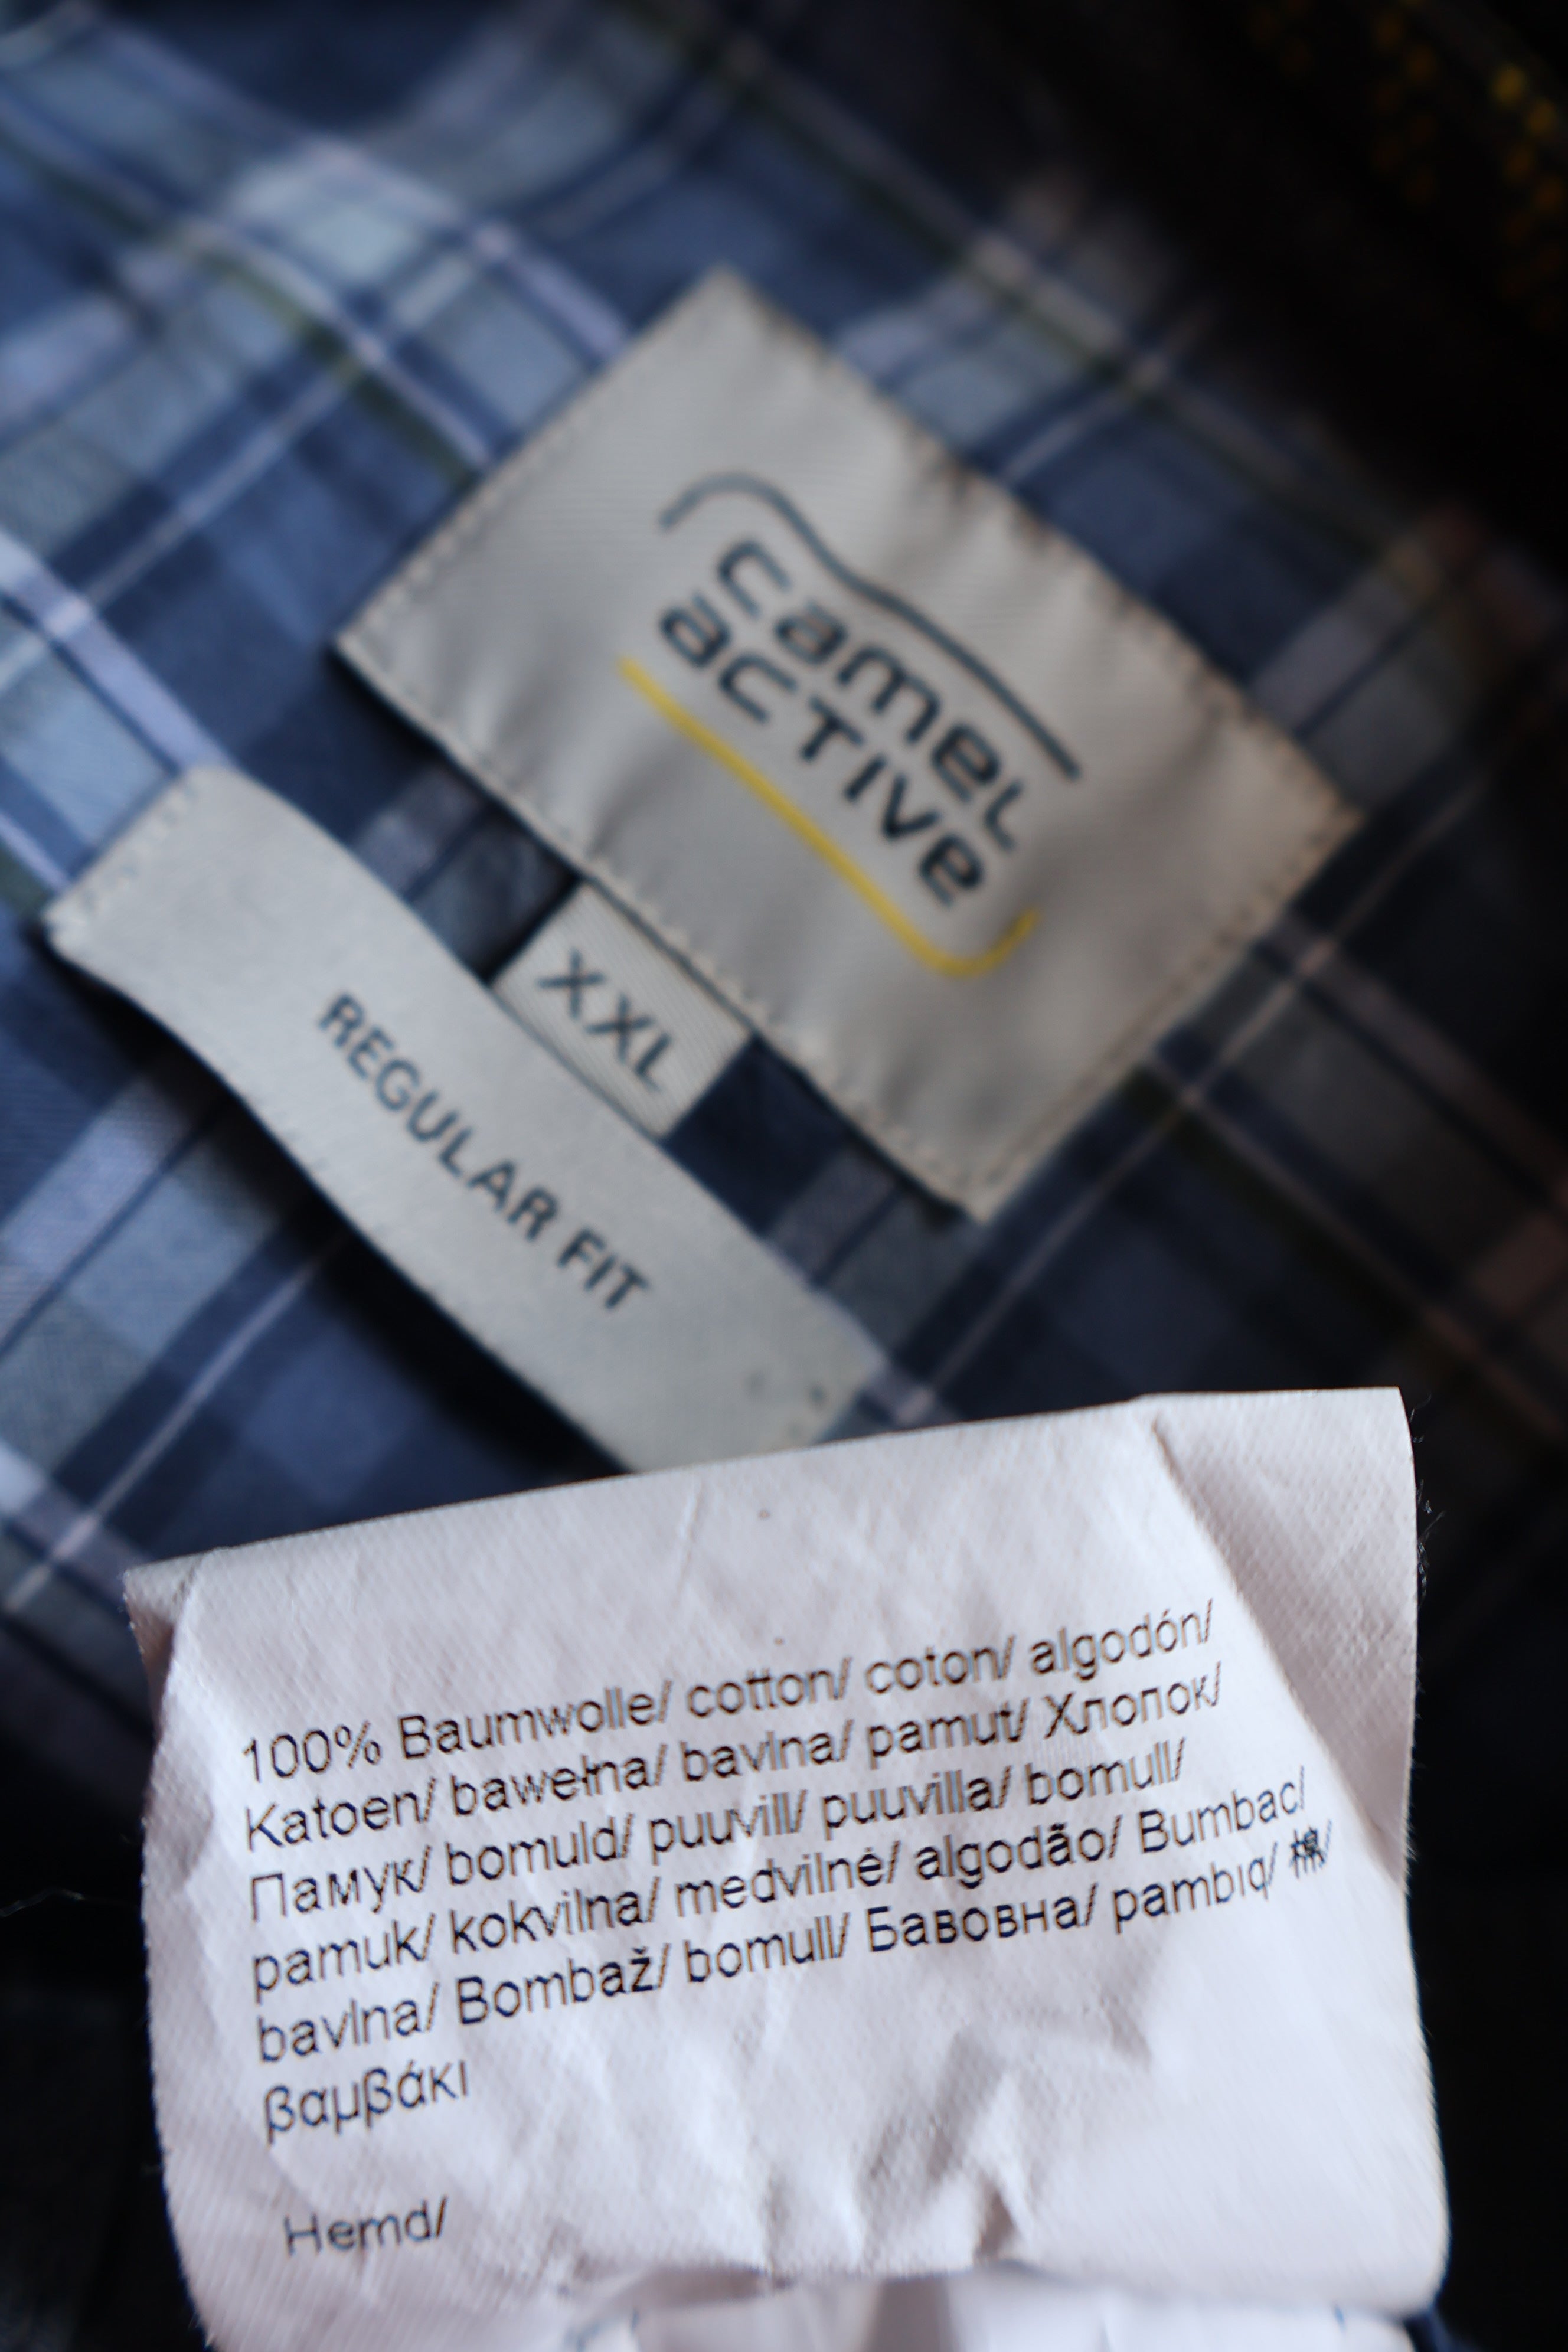 camel
active
XXL
REGULAR FIT
100% Baumwolle/ cotton/ coton/ algodón/
Katoen/ bawełna/ bavlna/ pamut/ Хлопок/
Памук/ bomuld/ puuvill/ puuvilla/ bomull/
pamuk/ kokvilna/ medvilnė/ algodão/ Bumbac/
bavlna/ Bombaž/ bomull/ Бавовна/ pambıq/ 棉/
βαμβάκι
Hemd/